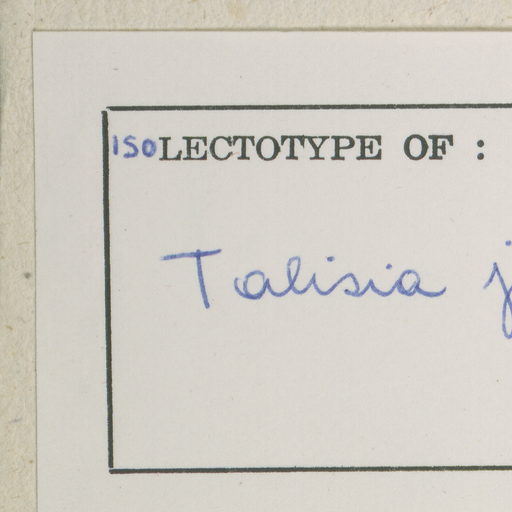 ISOLECTOTYPE OF :
Talisia j